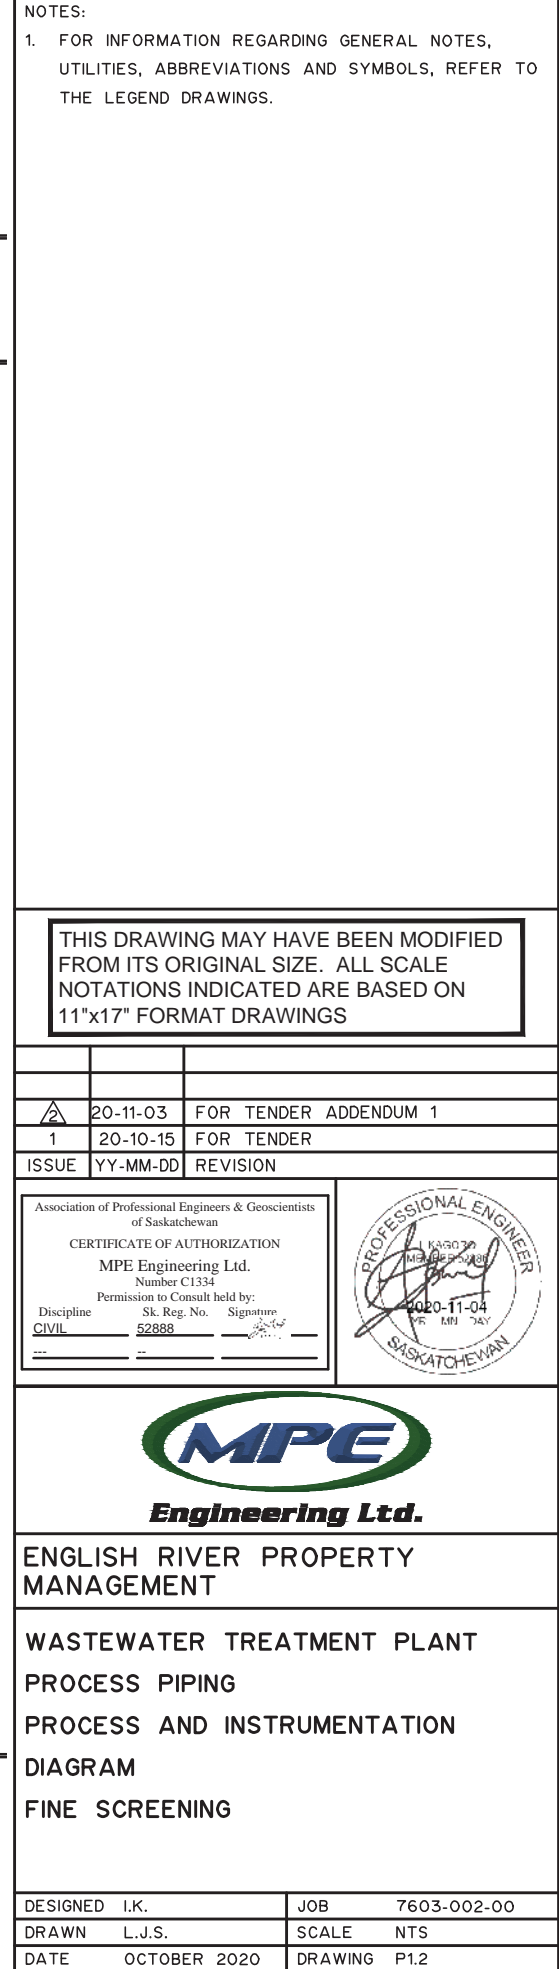 NOTES:
1. FOR INFORMATION REGARDING GENERAL NOTES,
UTILITIES, ABBREVIATIONS AND SYMBOLS, REFER TO
THE LEGEND DRAWINGS.
THIS DRAWING MAY HAVE BEEN MODIFIED
FROM ITS ORIGINAL SIZE. ALL SCALE
NOTATIONS INDICATED ARE BASED ON
11"x17" FORMAT DRAWINGS
2 20-11-03 FOR TENDER ADDENDUM 1
1 20-10-15 FOR TENDER
ISSUE YY-MM-DD REVISION
Association of Professional Engineers & Geoscientists
of Saskatchewan
CERTIFICATE OF AUTHORIZATION
MPE Engineering Ltd.
Number C1334
Permission to Consult held by:
Discipline Sk. Reg. No. Signature
CIVIL 52888
--- --
PROFESSIONAL ENGINEER
2020-11-04
YR MN DAY
SASKATCHEWAN
MPE
Engineering Ltd.
ENGLISH RIVER PROPERTY
MANAGEMENT
WASTEWATER TREATMENT PLANT
PROCESS PIPING
PROCESS AND INSTRUMENTATION
DIAGRAM
FINE SCREENING
DESIGNED I.K. JOB 7603-002-00
DRAWN L.J.S. SCALE NTS
DATE OCTOBER 2020 DRAWING P1.2